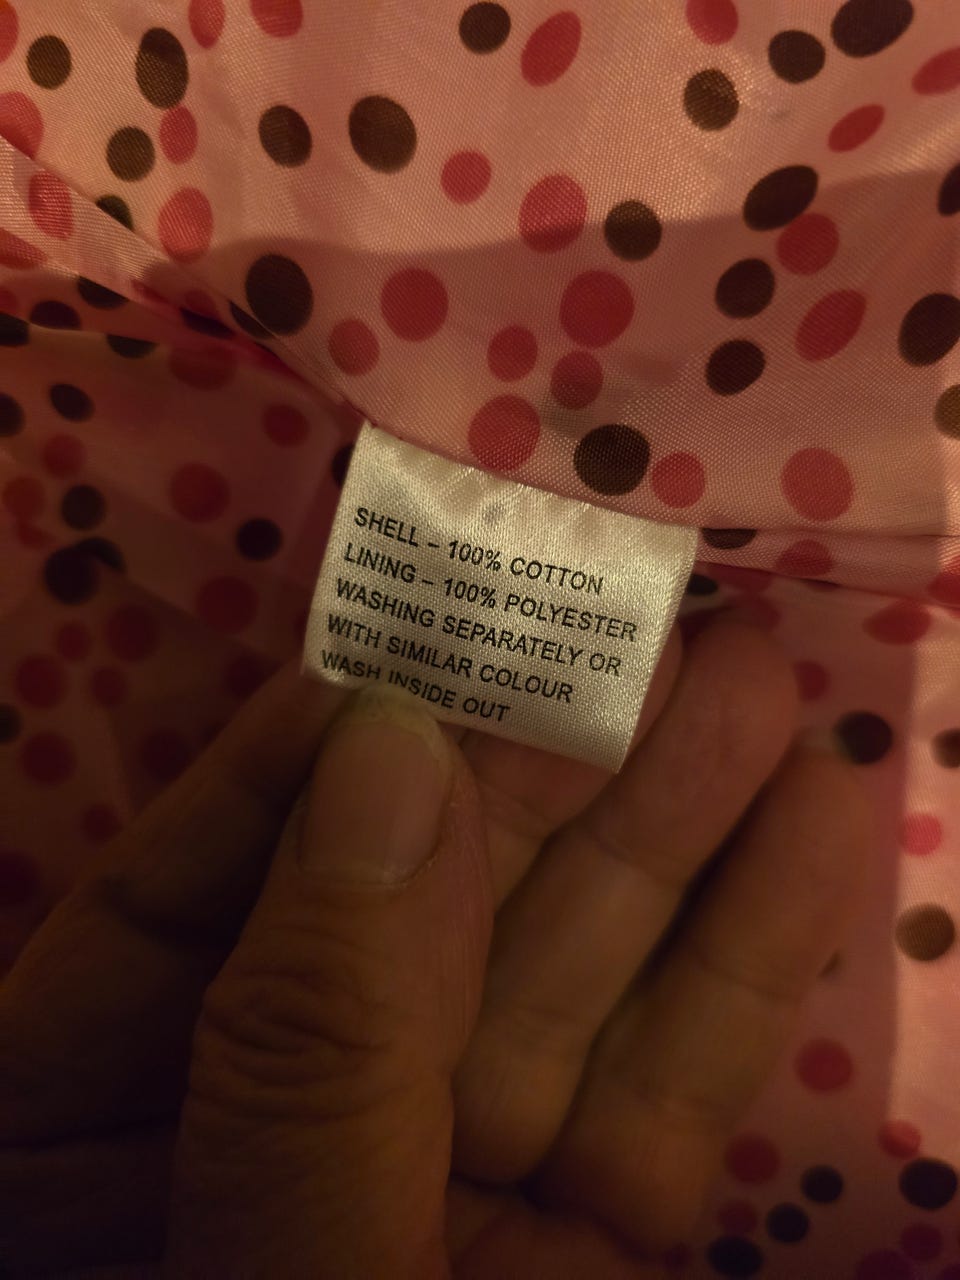 SHELL – 100% COTTON
LINING – 100% POLYESTER
WASHING SEPARATELY OR
WITH SIMILAR COLOUR
WASH INSIDE OUT